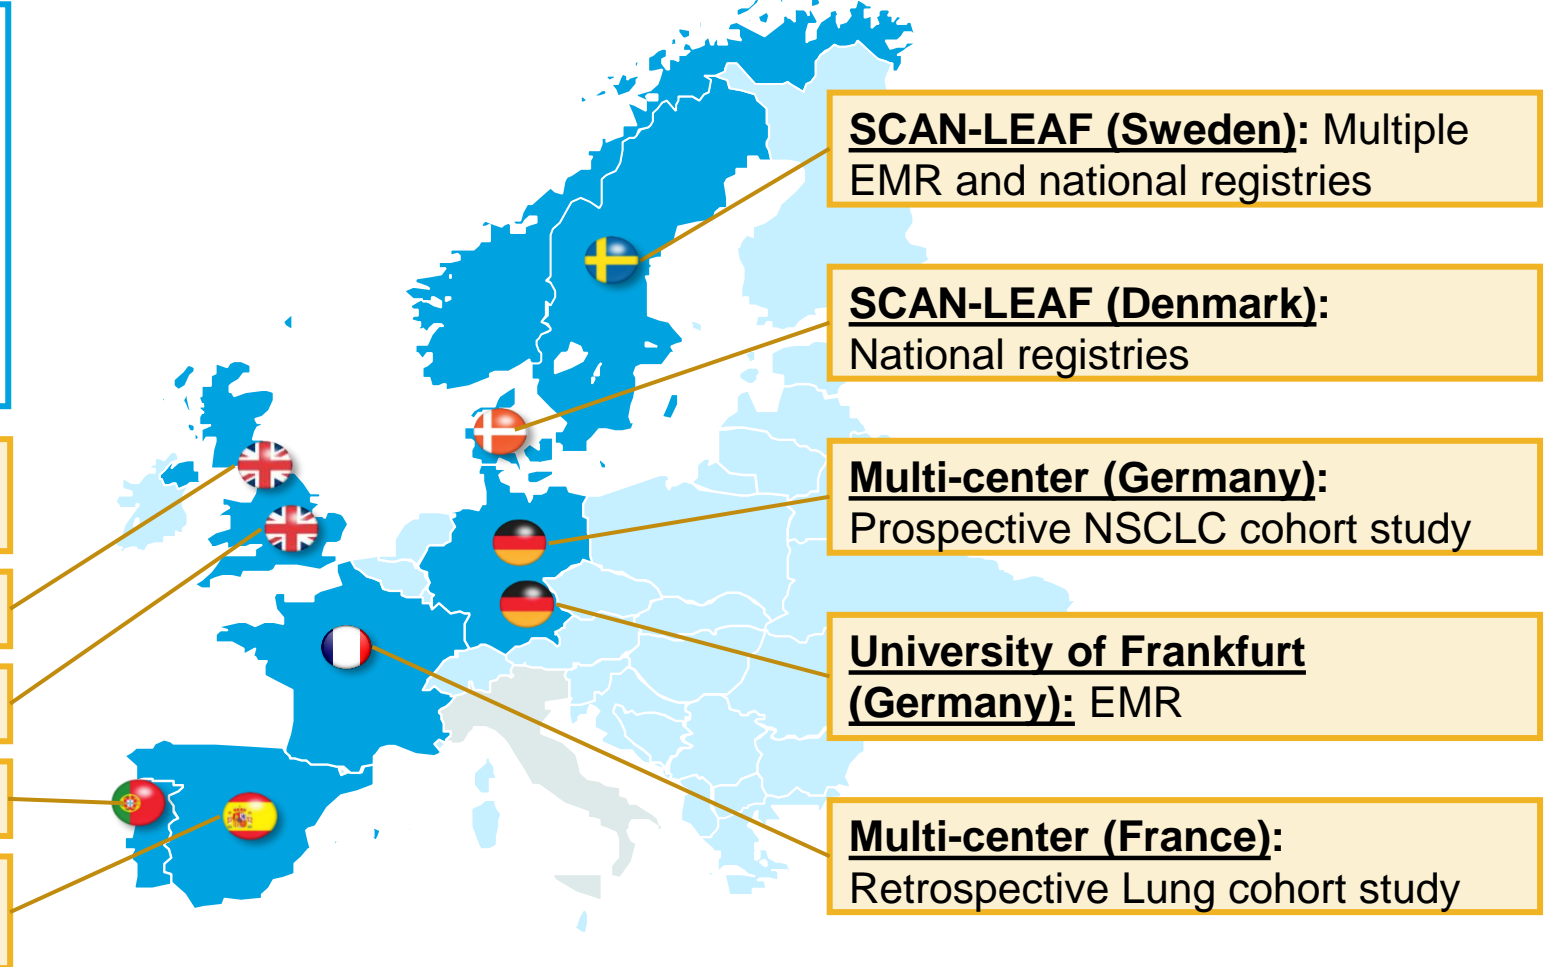 SCAN-LEAF (Sweden): Multiple
EMR and national registries
SCAN-LEAF (Denmark):
National registries
Multi-center (Germany):
Prospective NSCLC cohort study
University of Frankfurt
(Germany): EMR
Multi-center (France):
Retrospective Lung cohort study